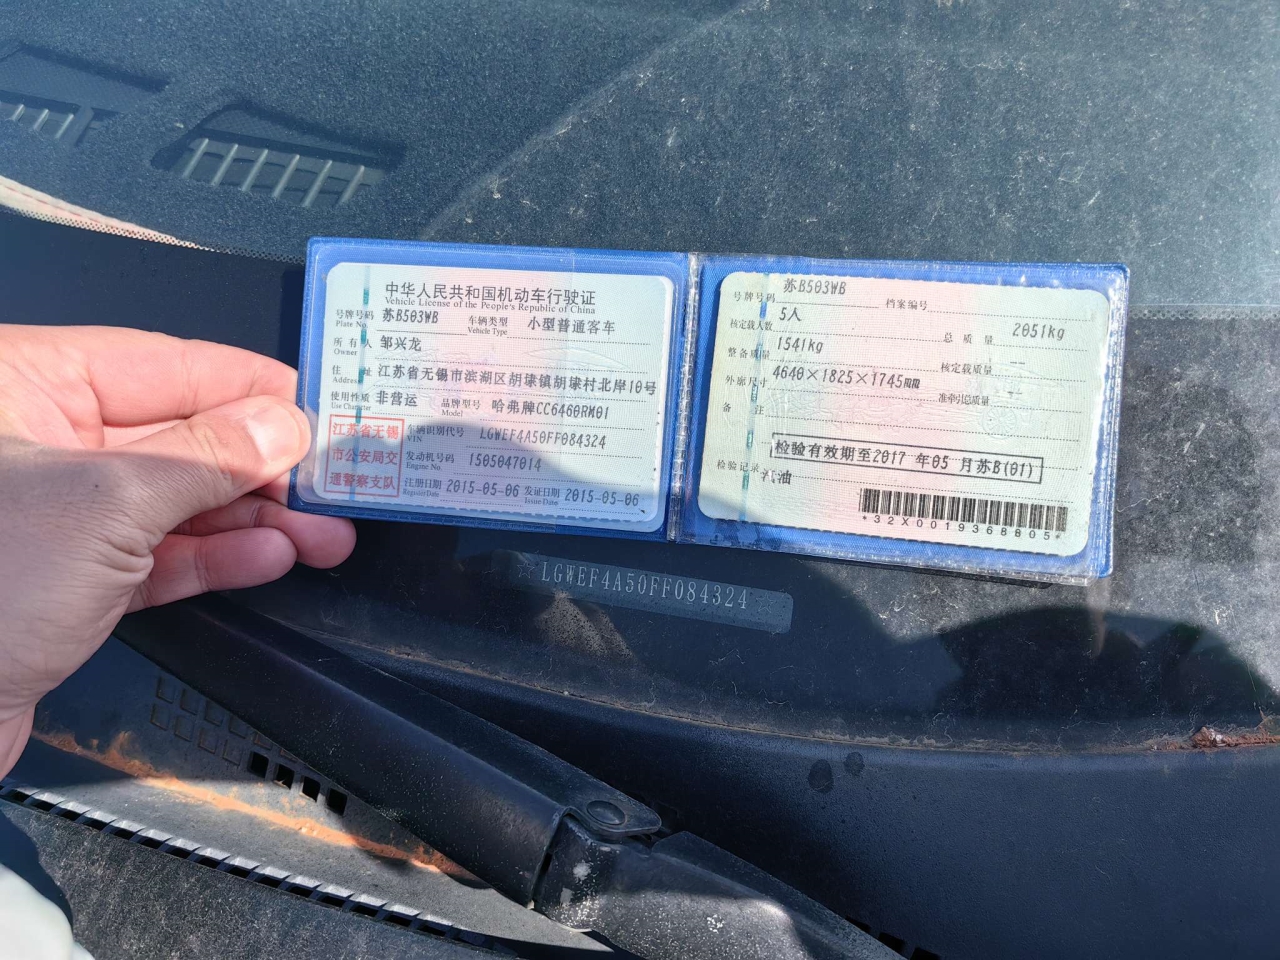 中华人民共和国机动车行驶证
Vehicle License of the People's Republic of China
号牌号码 苏B503WB 车辆类型 小型普通客车
Plate No. Vehicle Type
所有人 邹兴龙
Owner
住址 江苏省无锡市滨湖区胡埭镇胡埭村北岸10号
Address
使用性质 非营运 品牌型号 哈弗牌CC6460RM01
Use Character Model
江苏省无锡
市公安局交
通警察支队
车辆识别代号 LGWEF4A50FF084324
VIN
发动机号码 1505047014
Engine No.
注册日期 2015-05-06 发证日期 2015-05-06
Register Date Issue Date
号牌号码 苏B503WB 档案编号
核定载人数 5人 总质量 2051kg
整备质量 1541kg 核定载质量 --
外廓尺寸 4640×1825×1745mm 准牵引总质量 --
备注
检验有效期至2017年05月苏B(01)
检验记录 汽油
*32X0019368805*
☆LGWEF4A50FF084324☆